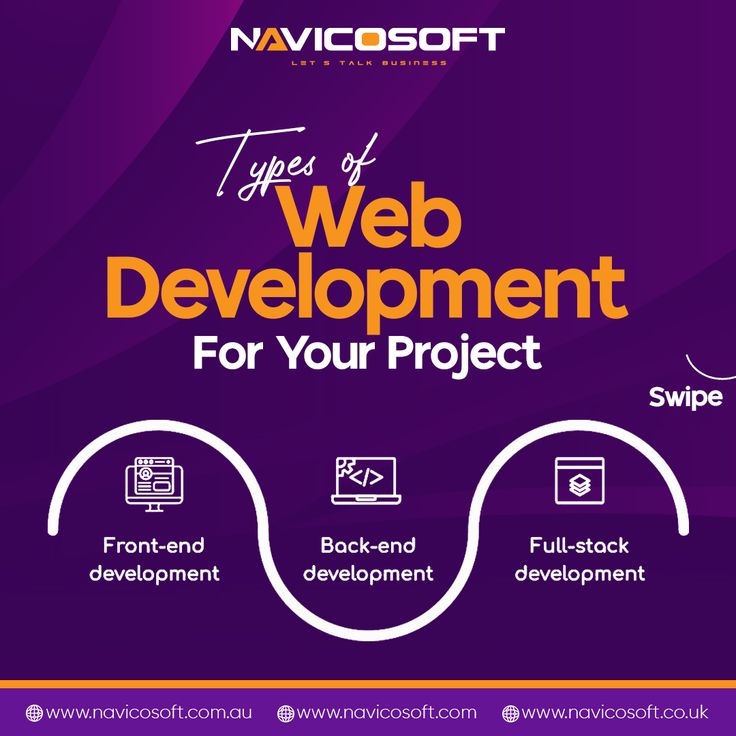 NAVICOSOFT
LET'S TALK BUSINESS
Types of
Web
Development
For Your Project
Swipe
</>
Front-end
development
Back-end
development
Full-stack
development
www.navicosoft.com.au
www.navicosoft.com
www.navicosoft.co.uk